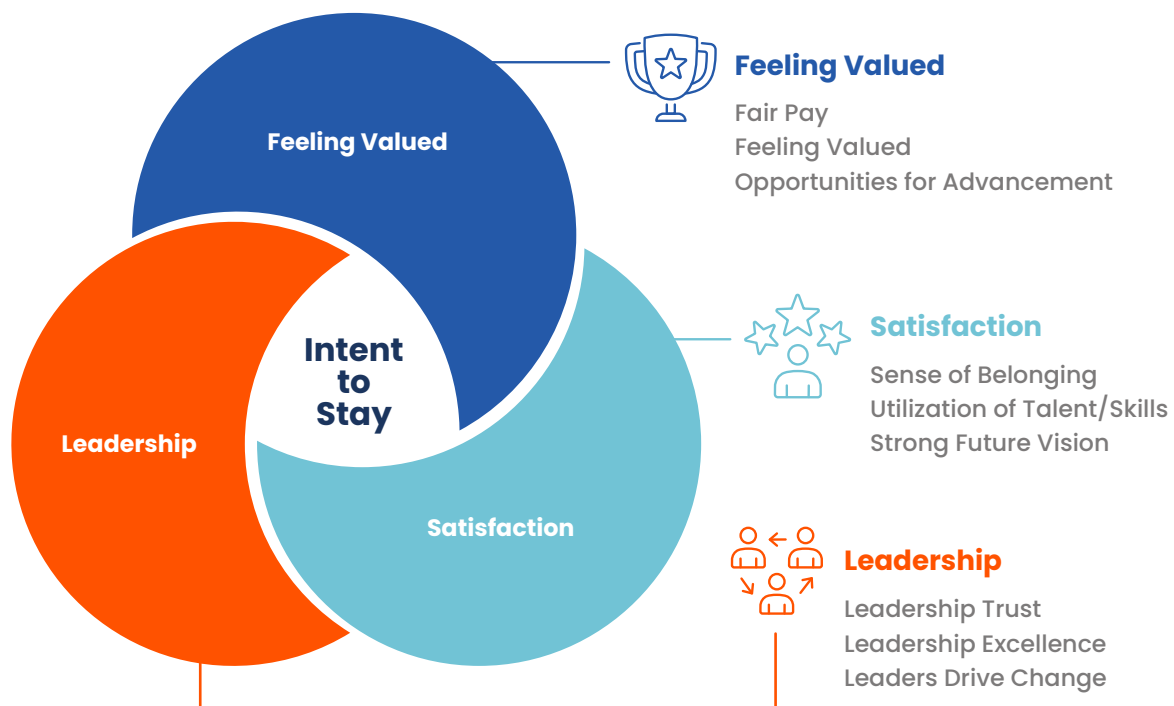 Feeling Valued
Leadership
Satisfaction
Intent
to
Stay
Feeling Valued
Fair Pay
Feeling Valued
Opportunities for Advancement
Satisfaction
Sense of Belonging
Utilization of Talent/Skills
Strong Future Vision
Leadership
Leadership Trust
Leadership Excellence
Leaders Drive Change